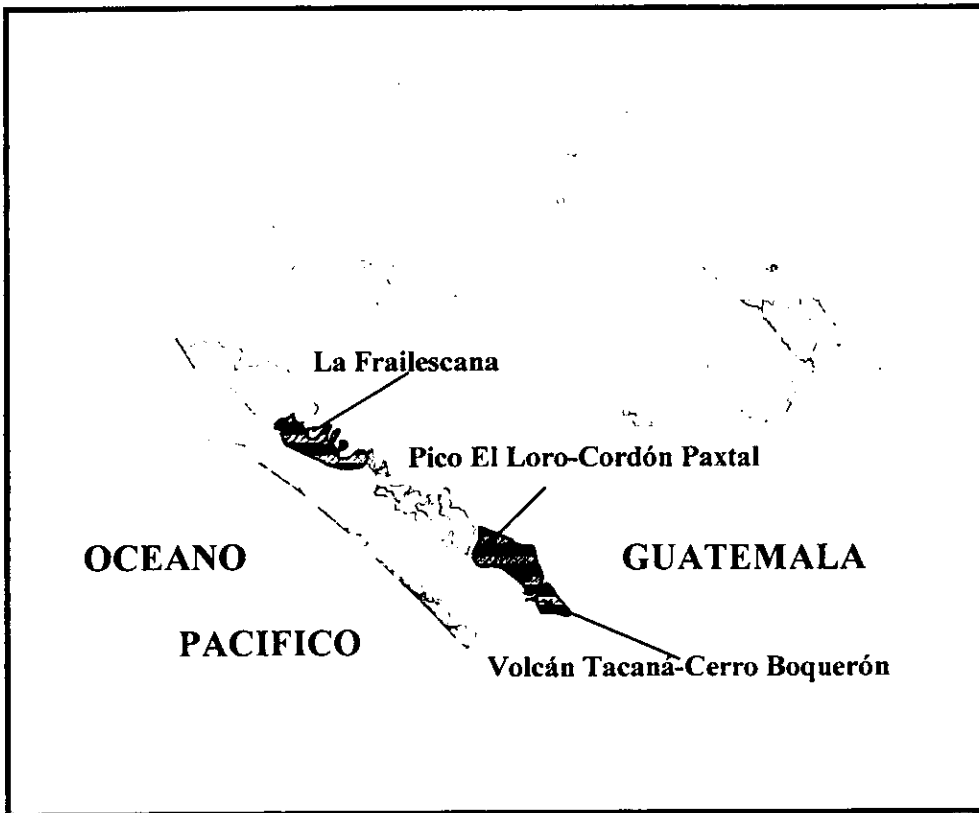 La Frailescana
Pico El Loro-Cordón Paxtal
OCEANO
GUATEMALA
PACIFICO
Volcán Tacaná-Cerro Boquerón